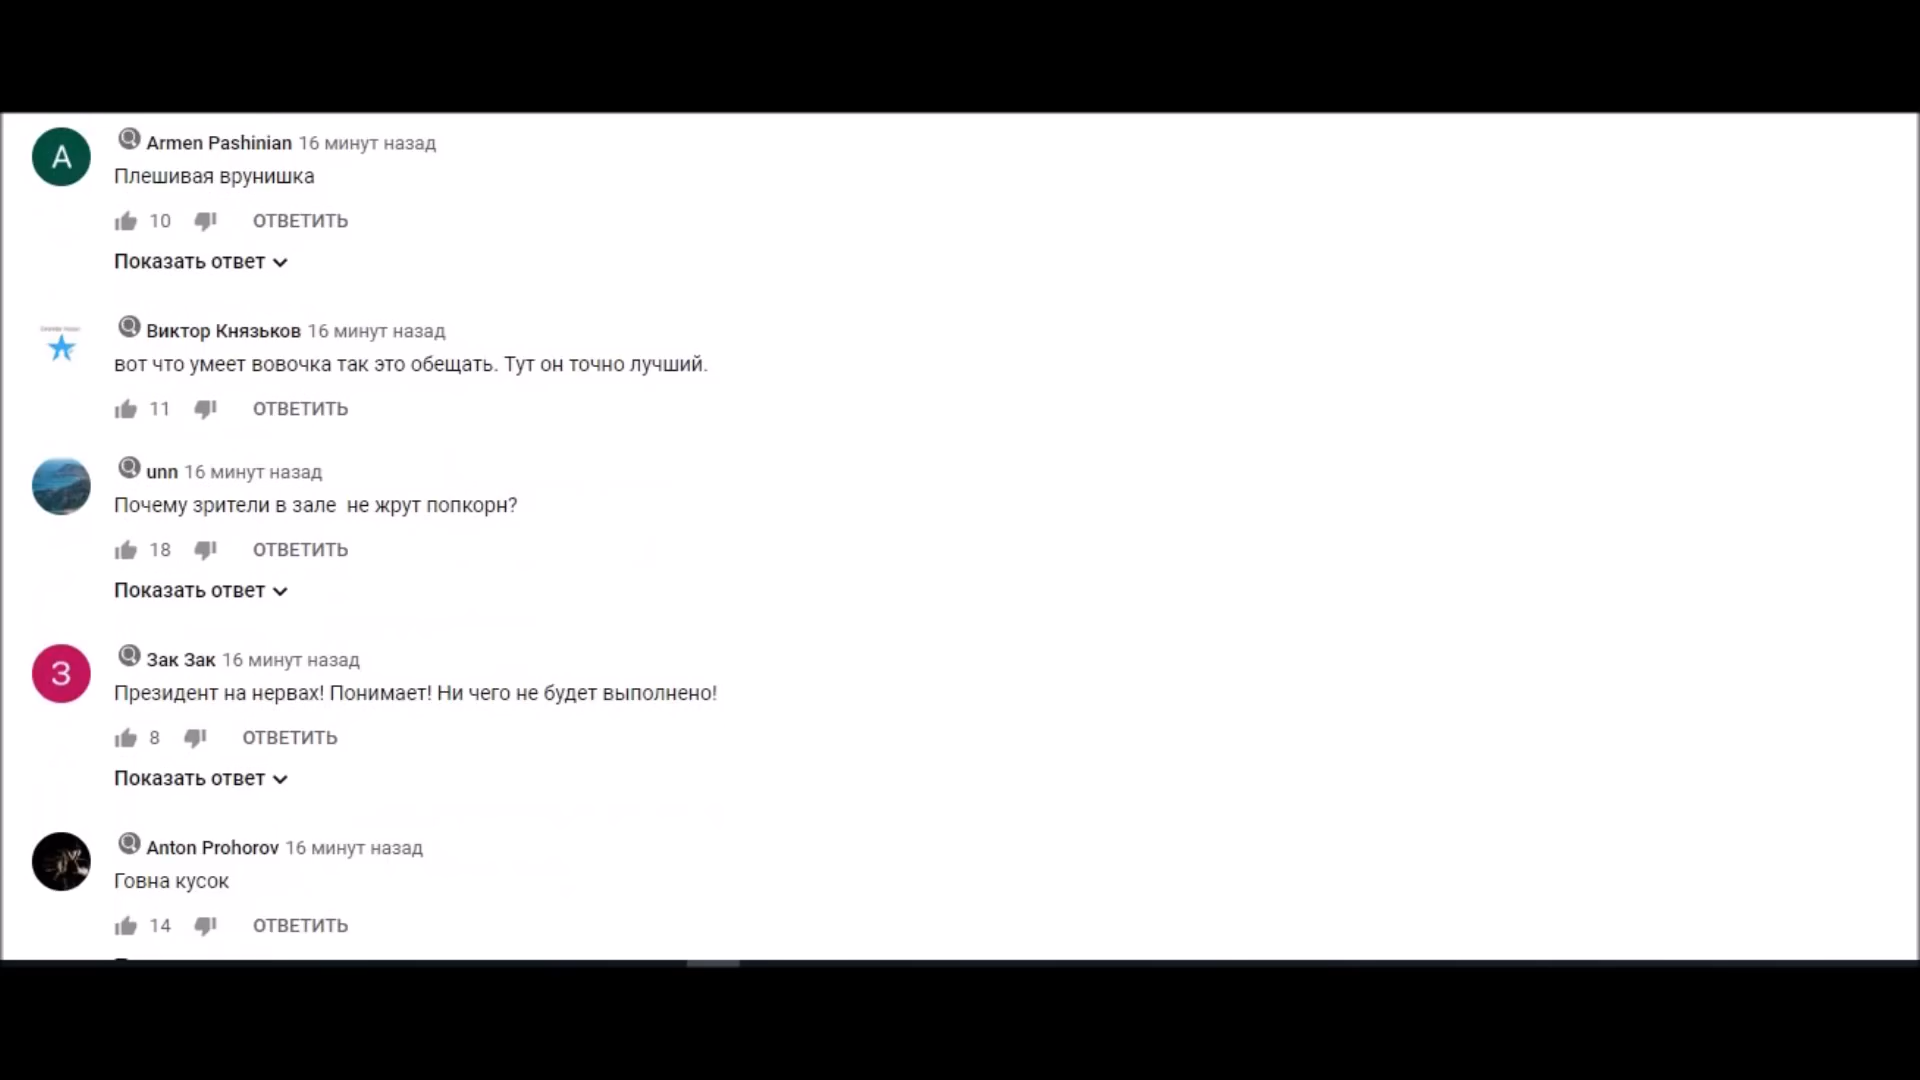 A
Armen Pashinian 16 минут назад
Плешивая врунишка
10 ОТВЕТИТЬ
Показать ответ
Виктор Князьков 16 минут назад
вот что умеет вовочка так это обещать. Тут он точно лучший.
11 ОТВЕТИТЬ
unn 16 минут назад
Почему зрители в зале не жрут попкорн?
18 ОТВЕТИТЬ
Показать ответ
З
Зак Зак 16 минут назад
Президент на нервах! Понимает! Ни чего не будет выполнено!
8 ОТВЕТИТЬ
Показать ответ
Anton Prohorov 16 минут назад
Говна кусок
14 ОТВЕТИТЬ